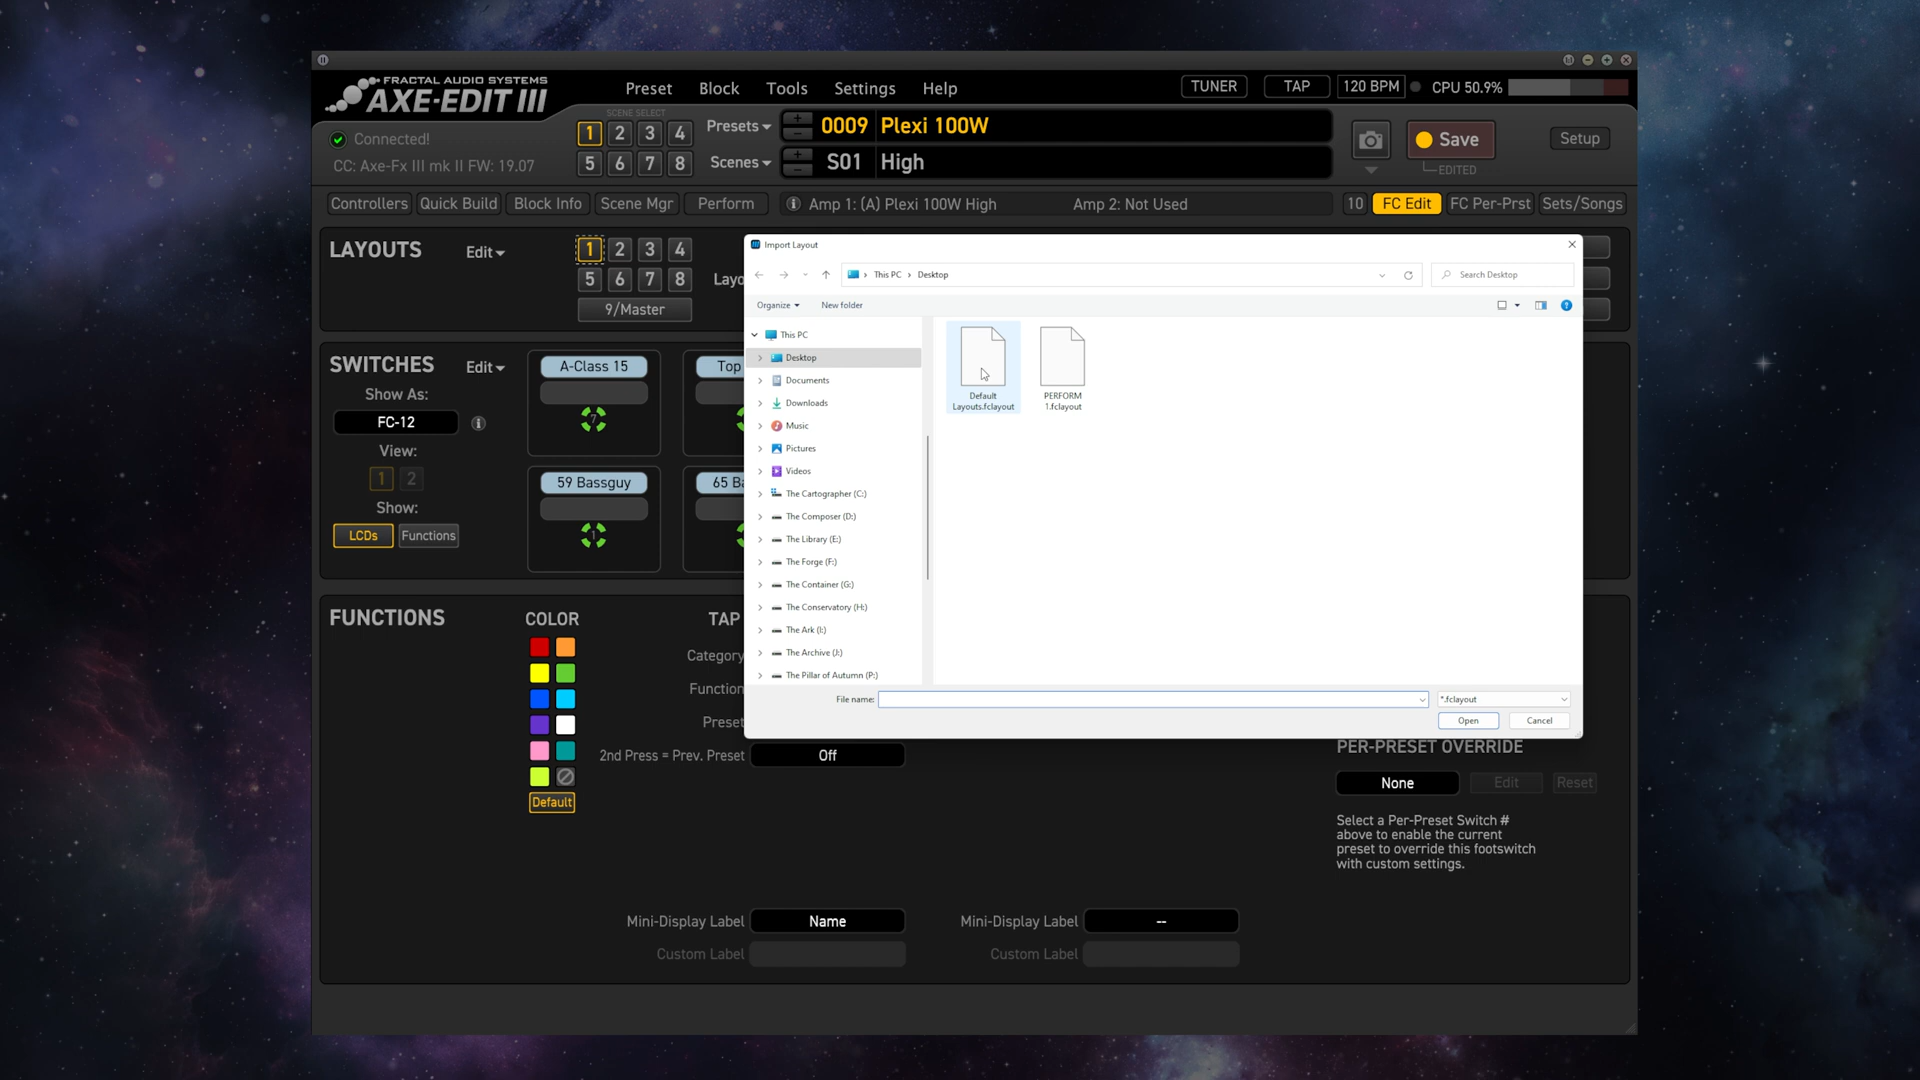 FRACTAL AUDIO SYSTEMS
AXE-EDIT III
Preset Block Tools Settings Help
TUNER TAP 120 BPM CPU 50.9%
Connected!
CC: Axe-Fx III mk II FW: 19.07
SCENE SELECT
1 2 3 4
5 6 7 8
Presets 0009 Plexi 100W
Scenes S01 High
Save
EDITED
Setup
Controllers Quick Build Block Info Scene Mgr Perform
Amp 1: (A) Plexi 100W High Amp 2: Not Used
10 FC Edit FC Per-Prst Sets/Songs
LAYOUTS Edit
1 2 3 4
5 6 7 8
9/Master
Layo
SWITCHES Edit
Show As:
FC-12
View:
1 2
Show:
LCDs Functions
A-Class 15
7
Top
59 Bassguy
1
65 Ba
Import Layout
This PC > Desktop
Search Desktop
Organize New folder
This PC
Desktop
Documents
Downloads
Music
Pictures
Videos
The Cartographer (C:)
The Composer (D:)
The Library (E:)
The Forge (F:)
The Container (G:)
The Conservatory (H:)
The Ark (I:)
The Archive (J:)
The Pillar of Autumn (P:)
Default
Layouts.fclayout
PERFORM
1.fclayout
File name:
*.fclayout
Open Cancel
FUNCTIONS
COLOR
Default
TAP
Category
Function
Preset
2nd Press = Prev. Preset Off
Mini-Display Label Name
Custom Label
Mini-Display Label --
Custom Label
PER-PRESET OVERRIDE
None Edit Reset
Select a Per-Preset Switch #
above to enable the current
preset to override this footswitch
with custom settings.